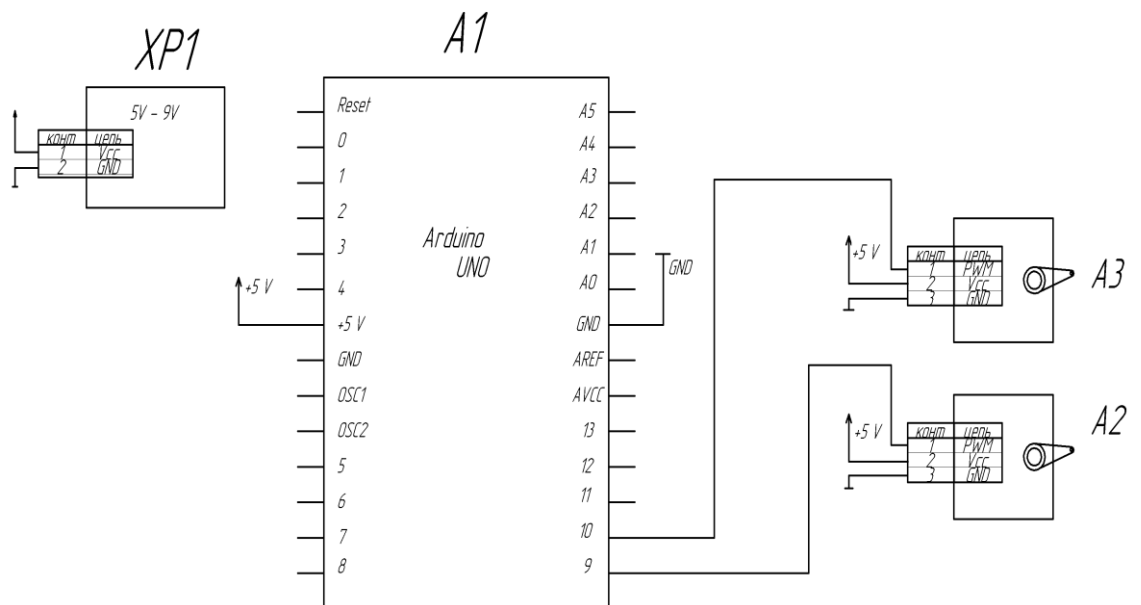 XP1
5V - 9V
конт цепь
1 Vcc
2 GND
A1
Arduino
UNO
Reset
0
1
2
3
4
+5 V
GND
OSC1
OSC2
5
6
7
8
A5
A4
A3
A2
A1
A0
GND
AREF
AVCC
13
12
11
10
9
+5 V
GND
+5 V
конт цепь
1 PWM
2 Vcc
3 GND
A3
+5 V
конт цепь
1 PWM
2 Vcc
3 GND
A2